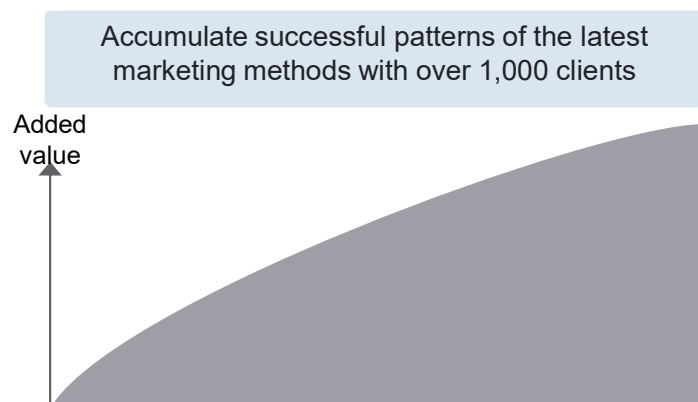 Accumulate successful patterns of the latest
marketing methods with over 1,000 clients
Added
value